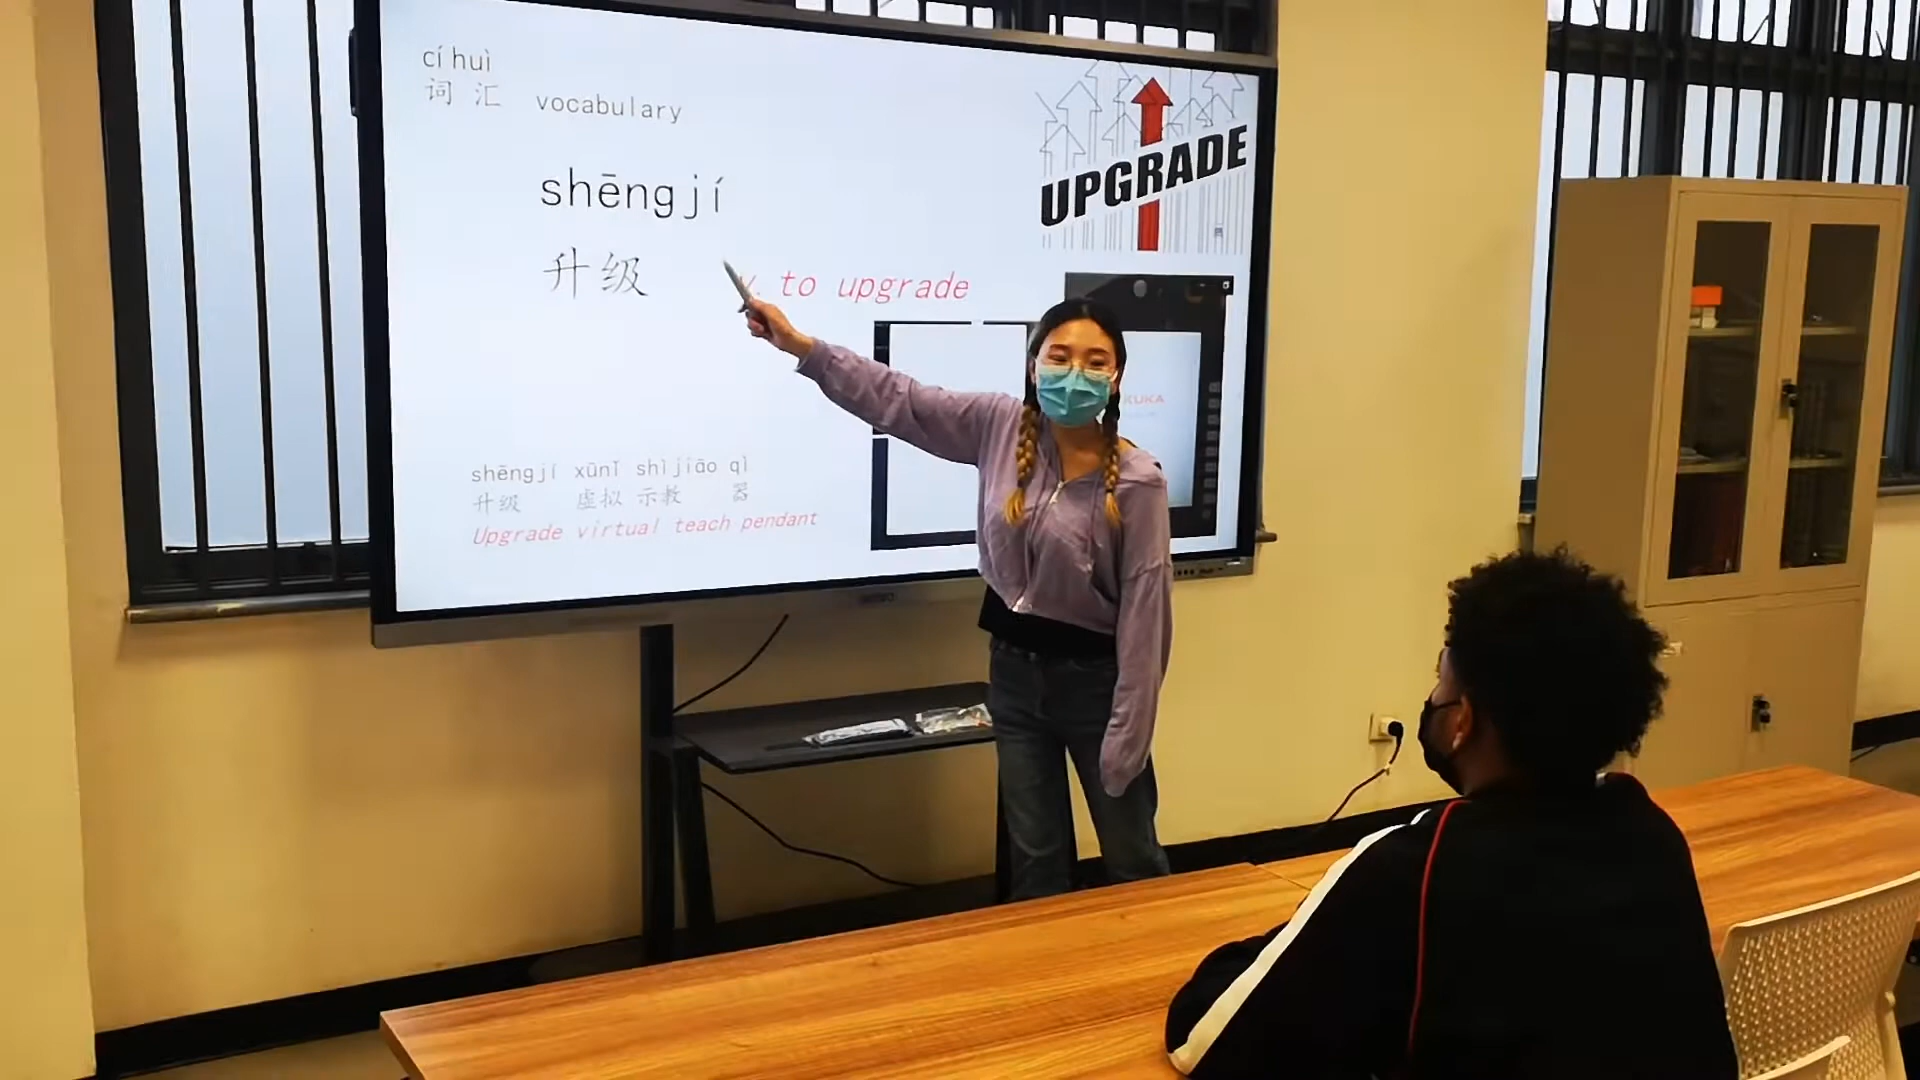 cí huì
词 汇 vocabulary
UPGRADE
shēngjí
升级 v. to upgrade
KUKA
shēngjí xūnǐ shìjiāo qì
升级 虚拟 示教 器
Upgrade virtual teach pendant